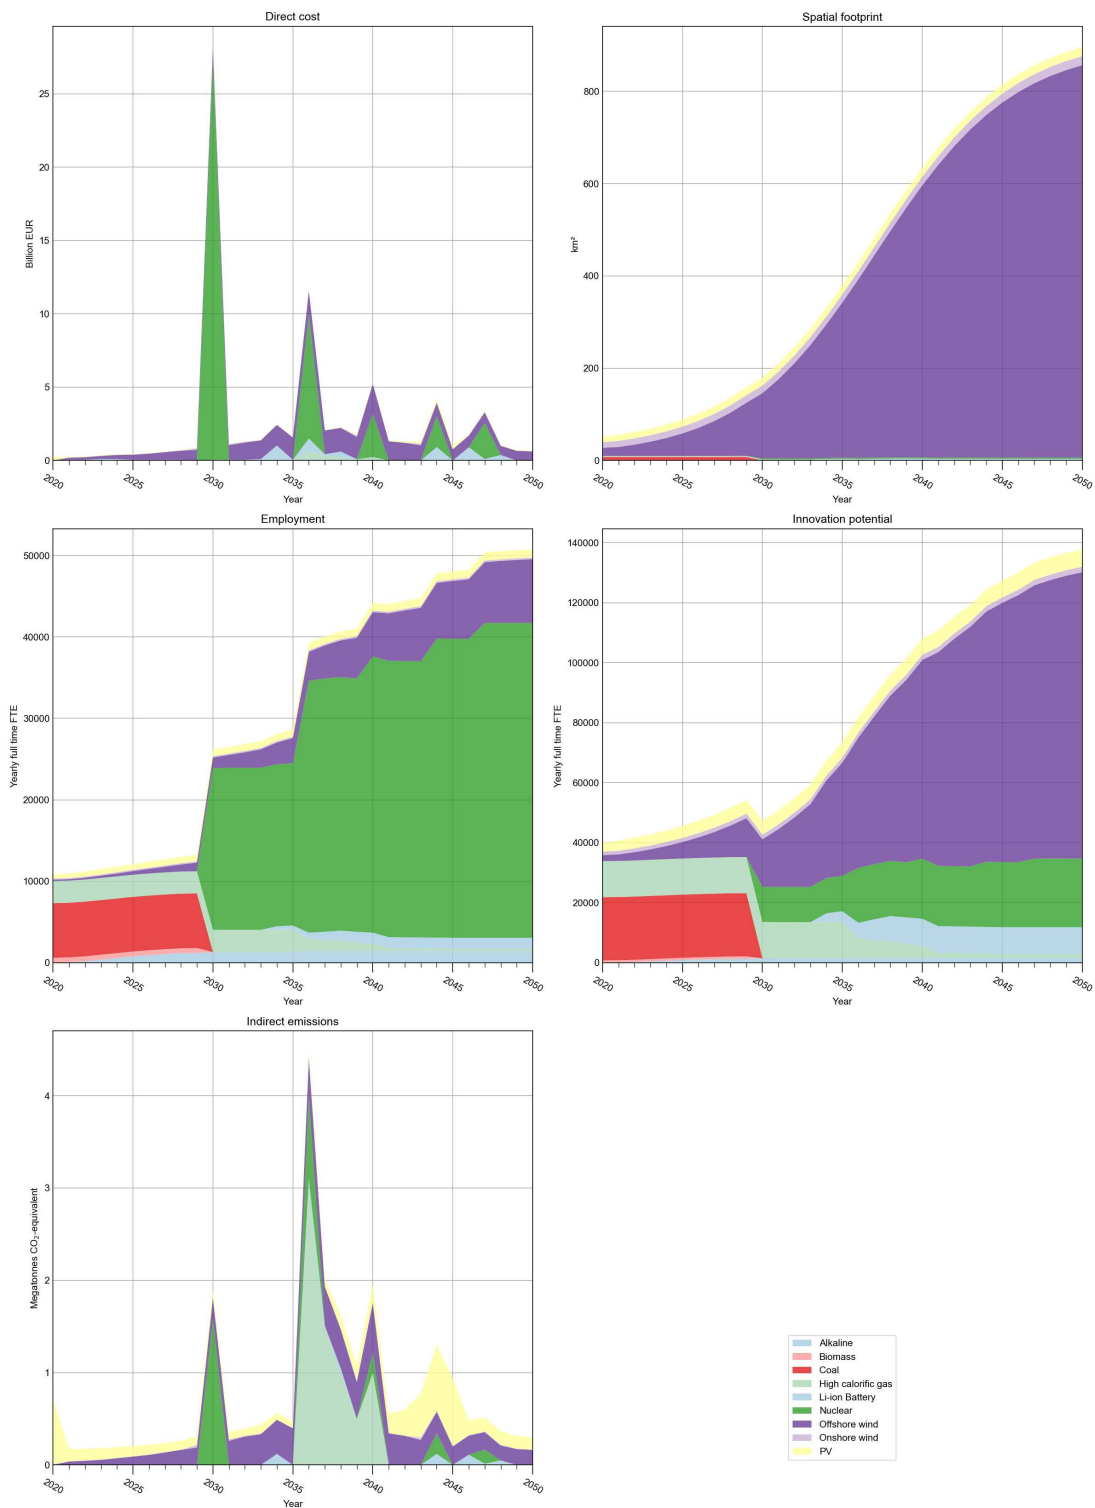 Direct cost
Billion EUR
25
20
15
10
5
0
2020 2025 2030 2035 2040 2045 2050
Year
Spatial footprint
km²
800
600
400
200
0
2020 2025 2030 2035 2040 2045 2050
Year
Employment
Yearly full time FTE
50000
40000
30000
20000
10000
0
2020 2025 2030 2035 2040 2045 2050
Year
Innovation potential
Yearly full time FTE
140000
120000
100000
80000
60000
40000
20000
0
2020 2025 2030 2035 2040 2045 2050
Year
Indirect emissions
Megatonnes CO₂-equivalent
4
3
2
1
0
2020 2025 2030 2035 2040 2045 2050
Year
Alkaline
Biomass
Coal
High calorific gas
Li-ion Battery
Nuclear
Offshore wind
Onshore wind
PV